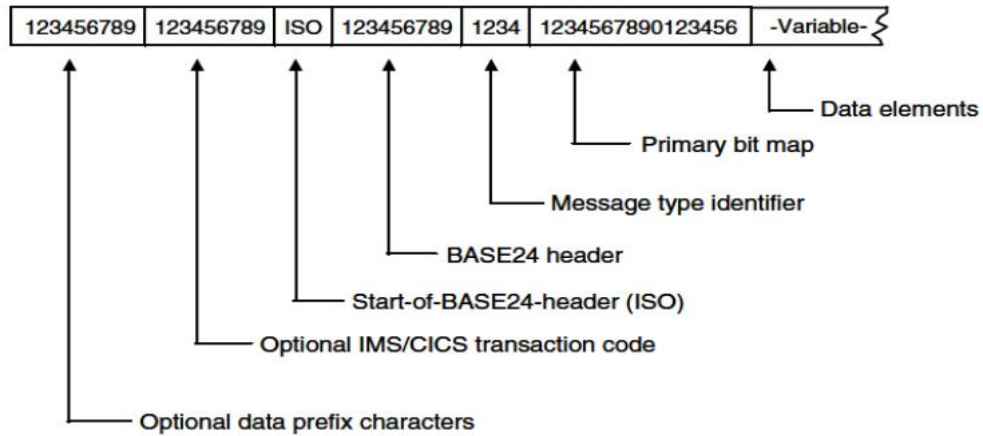 123456789 123456789 ISO 123456789 1234 1234567890123456 -Variable-
Data elements
Primary bit map
Message type identifier
BASE24 header
Start-of-BASE24-header (ISO)
Optional IMS/CICS transaction code
Optional data prefix characters